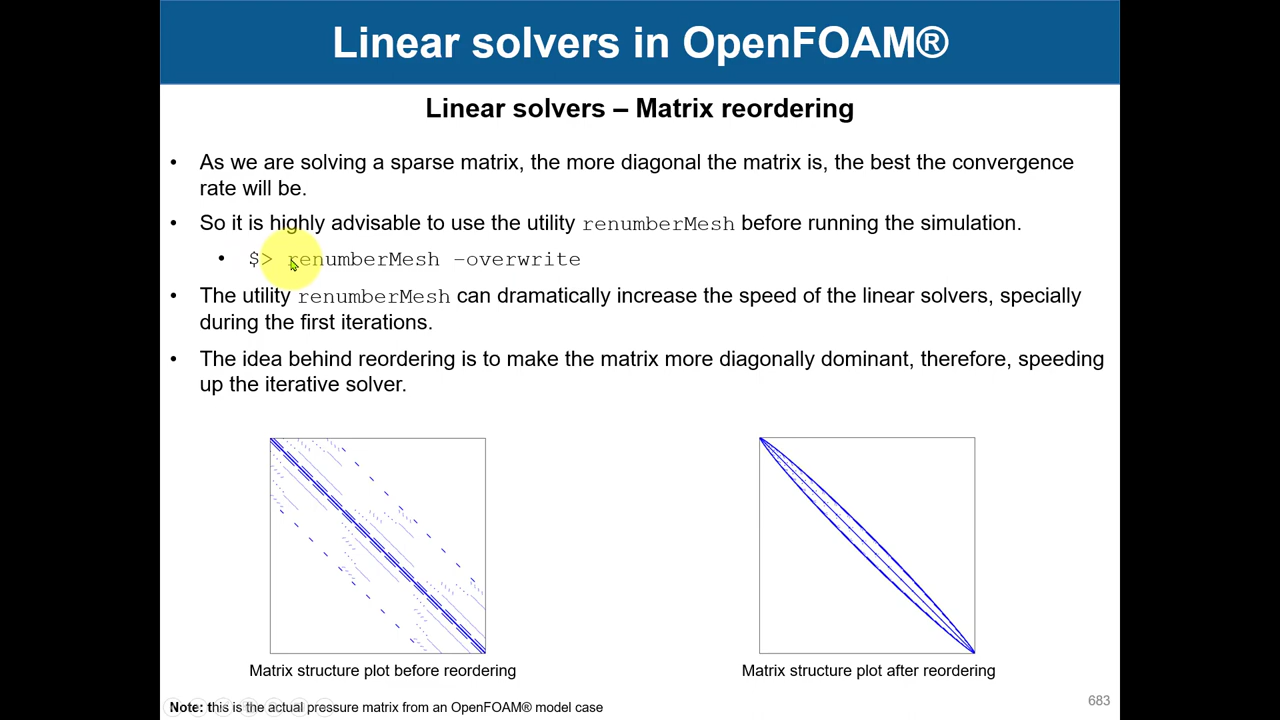 Linear solvers in OpenFOAM®
Linear solvers – Matrix reordering
• As we are solving a sparse matrix, the more diagonal the matrix is, the best the convergence
rate will be.
• So it is highly advisable to use the utility renumberMesh before running the simulation.
• $> renumberMesh –overwrite
• The utility renumberMesh can dramatically increase the speed of the linear solvers, specially
during the first iterations.
• The idea behind reordering is to make the matrix more diagonally dominant, therefore, speeding
up the iterative solver.
Matrix structure plot before reordering
Matrix structure plot after reordering
683
Note: this is the actual pressure matrix from an OpenFOAM® model case